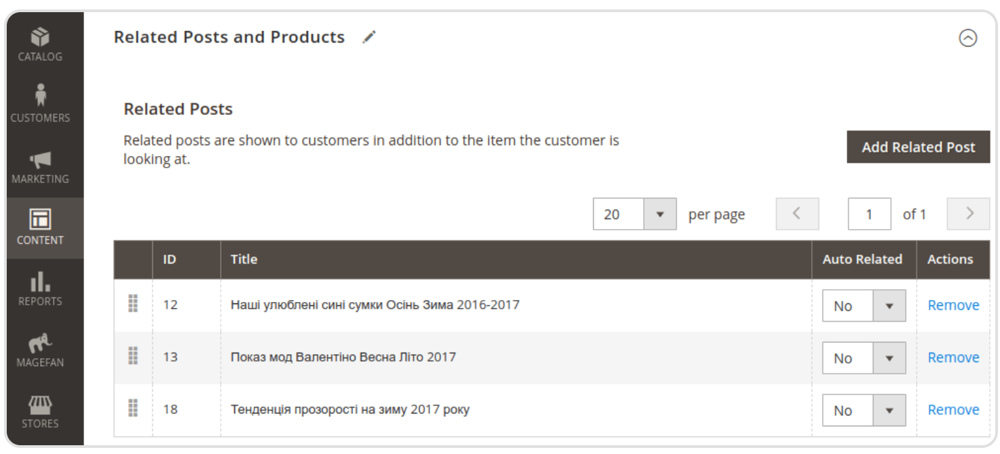 CATALOG
CUSTOMERS
MARKETING
CONTENT
REPORTS
MAGEFAN
STORES
Related Posts and Products
Related Posts
Related posts are shown to customers in addition to the item the customer is
looking at.
Add Related Post
20 per page 1 of 1
ID Title Auto Related Actions
12 Наші улюблені сині сумки Осінь Зима 2016-2017 No Remove
13 Показ мод Валентіно Весна Літо 2017 No Remove
18 Тенденція прозорості на зиму 2017 року No Remove